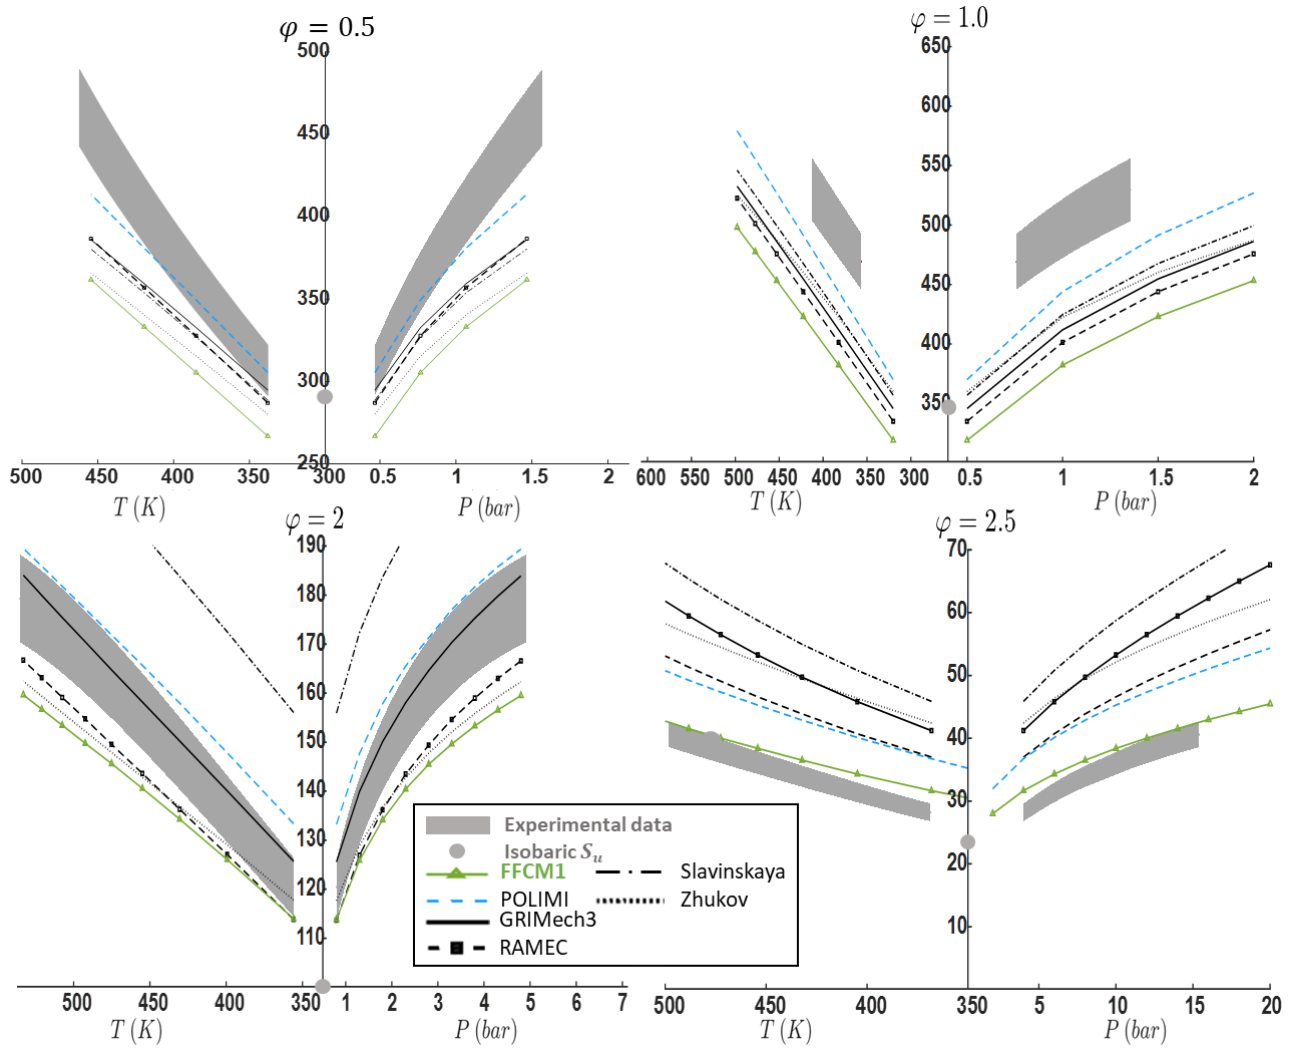 φ = 0.5
500
450
400
350
300
250
500 450 400 350 300 0.5 1 1.5 2
T (K) P (bar)
φ = 1.0
650
600
550
500
450
400
350
600 550 500 450 400 350 300 0.5 1 1.5 2
T (K) P (bar)
φ = 2
190
180
170
160
150
140
130
120
110
500 450 400 350 1 2 3 4 5 6 7
T (K) P (bar)
φ = 2.5
70
60
50
40
30
20
10
500 450 400 350 5 10 15 20
T (K) P (bar)
Experimental data
Isobaric Su
FFCM1 Slavinskaya
POLIMI Zhukov
GRIMech3
RAMEC